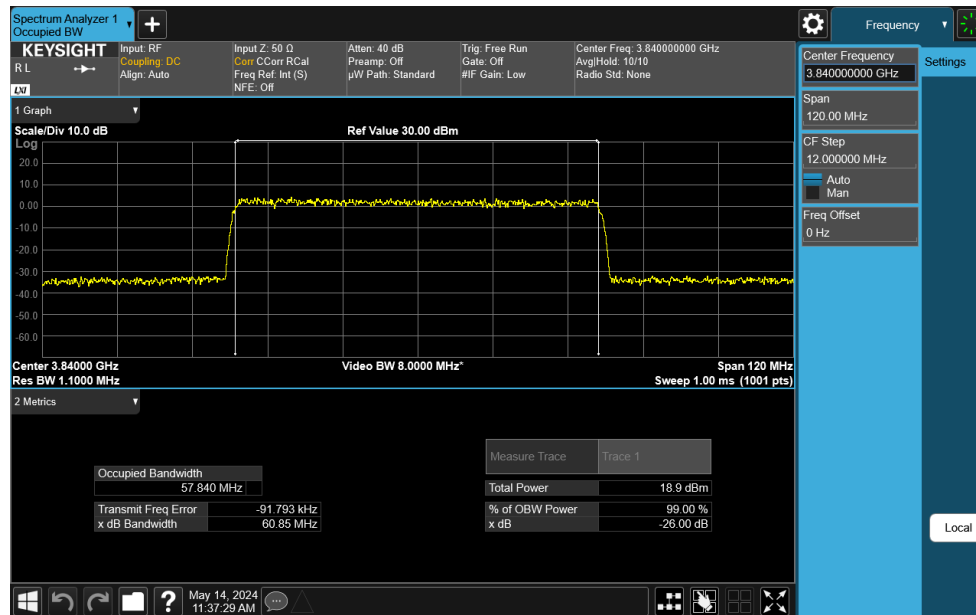 Spectrum Analyzer 1
Occupied BW
Frequency
KEYSIGHT
R L
LXI
Input: RF
Coupling: DC
Align: Auto
Input Z: 50 Ω
Corr CCorr RCal
Freq Ref: Int (S)
NFE: Off
Atten: 40 dB
Preamp: Off
µW Path: Standard
Trig: Free Run
Gate: Off
#IF Gain: Low
Center Freq: 3.840000000 GHz
Avg|Hold: 10/10
Radio Std: None
Center Frequency
3.840000000 GHz
Settings
Span
120.00 MHz
CF Step
12.000000 MHz
Auto
Man
Freq Offset
0 Hz
Local
1 Graph
Scale/Div 10.0 dB
Ref Value 30.00 dBm
Log
20.0
10.0
0.00
-10.0
-20.0
-30.0
-40.0
-50.0
-60.0
Center 3.84000 GHz
Video BW 8.0000 MHz*
Span 120 MHz
Res BW 1.1000 MHz
Sweep 1.00 ms (1001 pts)
2 Metrics
Measure Trace Trace 1
Occupied Bandwidth
57.840 MHz
Total Power 18.9 dBm
Transmit Freq Error -91.793 kHz
% of OBW Power 99.00 %
x dB Bandwidth 60.85 MHz
x dB -26.00 dB
?
May 14, 2024
11:37:29 AM